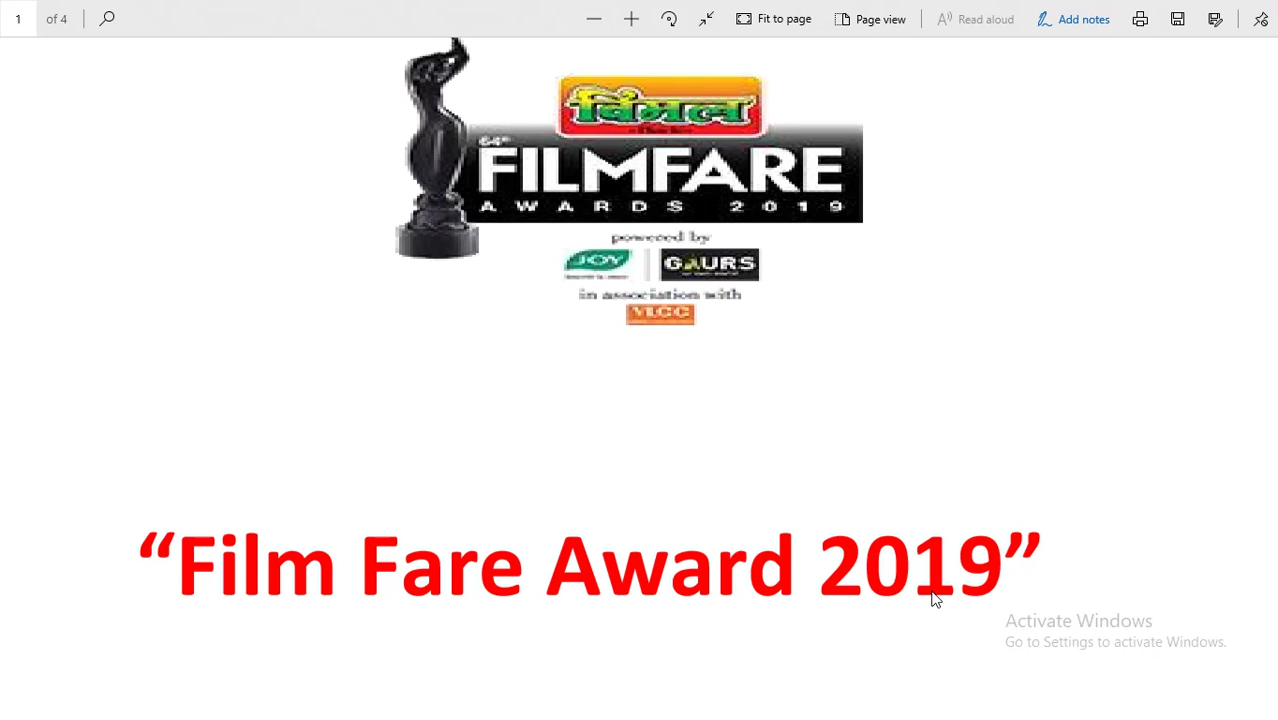 1 of 4 Fit to page Page view Read aloud Add notes
विमल
64th
FILMFARE
AWARDS 2019
powered by
JOY GAURS
in association with
VLCC
“Film Fare Award 2019”
Activate Windows
Go to Settings to activate Windows.